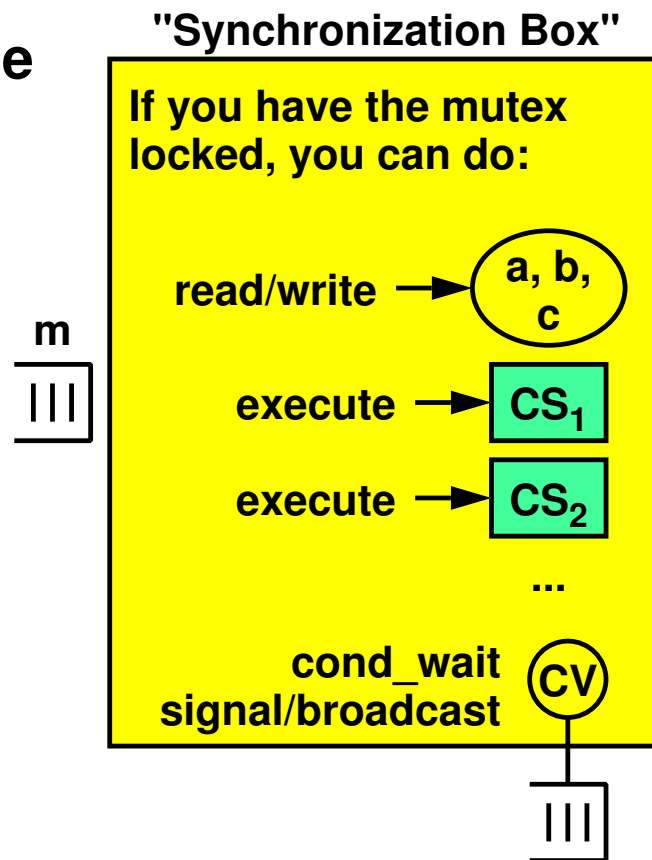 "Synchronization Box"
e
If you have the mutex
locked, you can do:
read/write
a, b,
c
m
execute
CS₁
execute
CS₂
...
cond_wait
CV
signal/broadcast